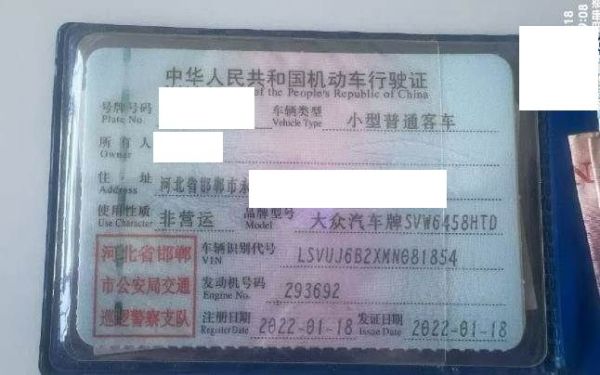 中华人民共和国机动车行驶证
of the People's Republic of China
号牌号码 车辆类型 小型普通客车
Plate No. Vehicle Type
所有人
Owner
住址 河北省邯郸市永
Address
使用性质 非营运 品牌型号 大众汽车牌SVW6458HTD
Use Character Model
河北省邯郸 车辆识别代号 LSVUJ6B2XMN081854
VIN
市公安局交通 发动机号码 293692
Engine No.
巡逻警察支队 注册日期 2022-01-18 发证日期 2022-01-18
Register Date Issue Date